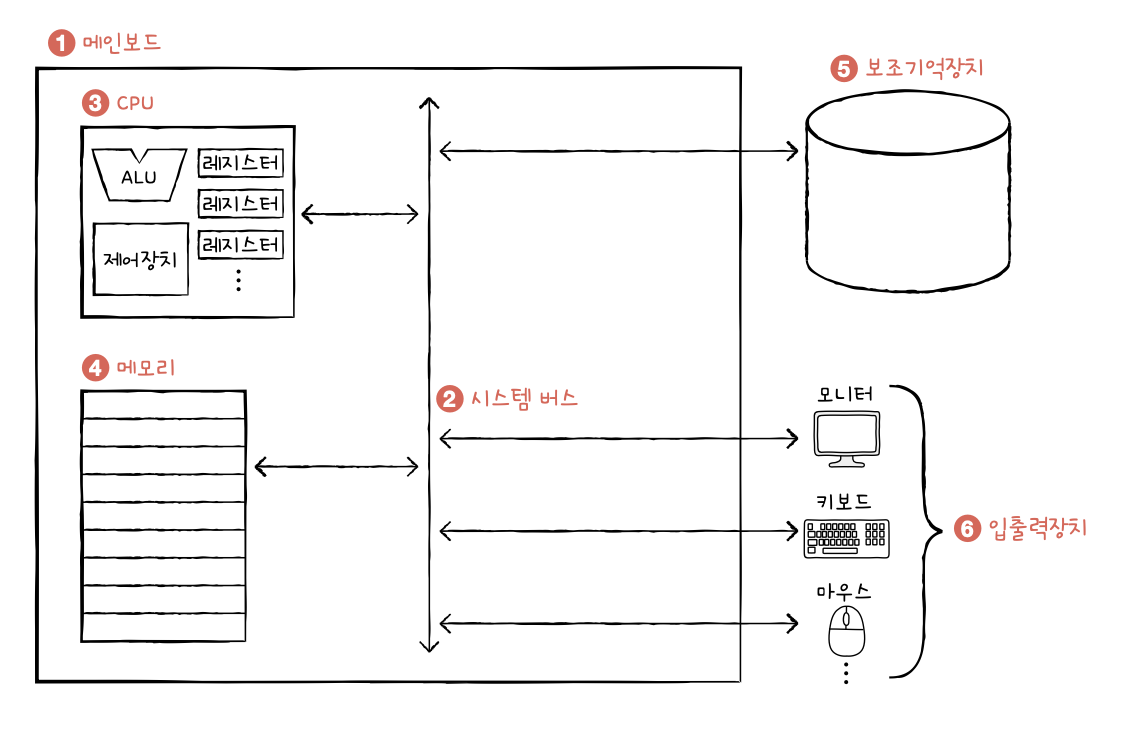 1 메인보드
3 CPU
ALU
레지스터
레지스터
레지스터
제어장치
4 메모리
2 시스템 버스
5 보조기억장치
모니터
키보드
마우스
6 입출력장치